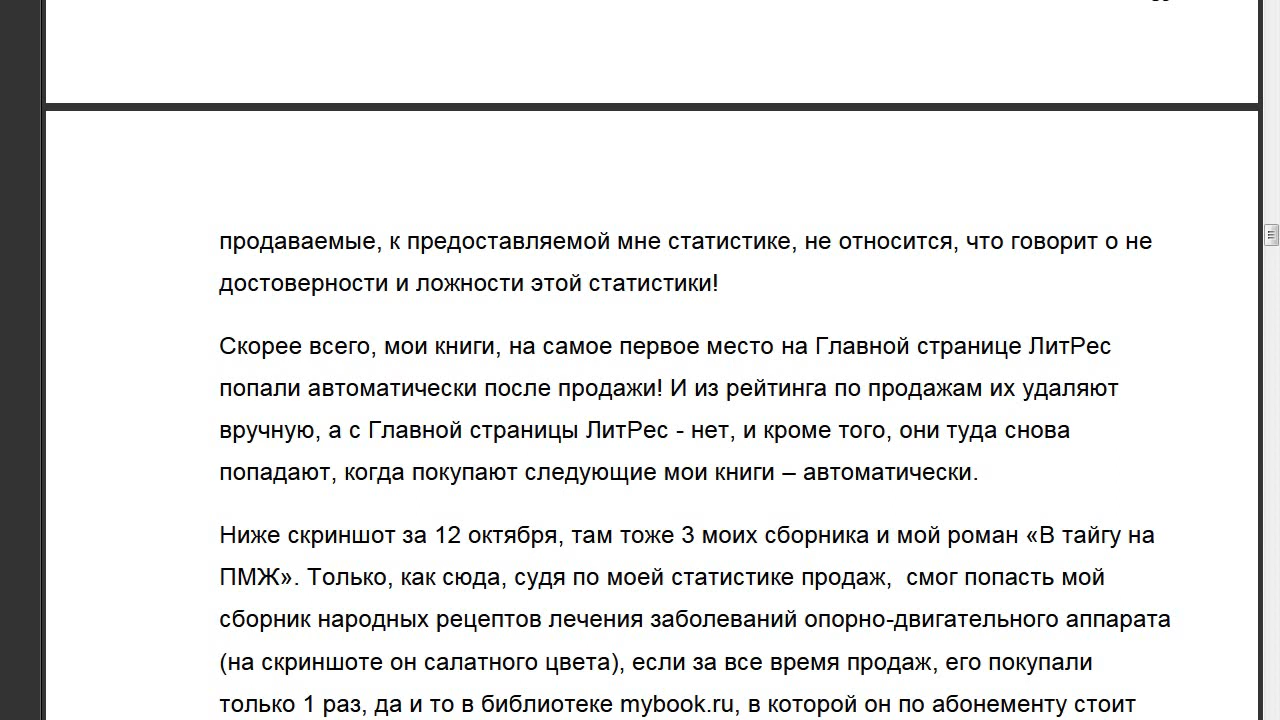 продаваемые, к предоставляемой мне статистике, не относится, что говорит о не
достоверности и ложности этой статистики!
Скорее всего, мои книги, на самое первое место на Главной странице ЛитРес
попали автоматически после продажи! И из рейтинга по продажам их удаляют
вручную, а с Главной страницы ЛитРес - нет, и кроме того, они туда снова
попадают, когда покупают следующие мои книги – автоматически.
Ниже скриншот за 12 октября, там тоже 3 моих сборника и мой роман «В тайгу на
ПМЖ». Только, как сюда, судя по моей статистике продаж,  смог попасть мой
сборник народных рецептов лечения заболеваний опорно-двигательного аппарата
(на скриншоте он салатного цвета), если за все время продаж, его покупали
только 1 раз, да и то в библиотеке mybook.ru, в которой он по абонементу стоит